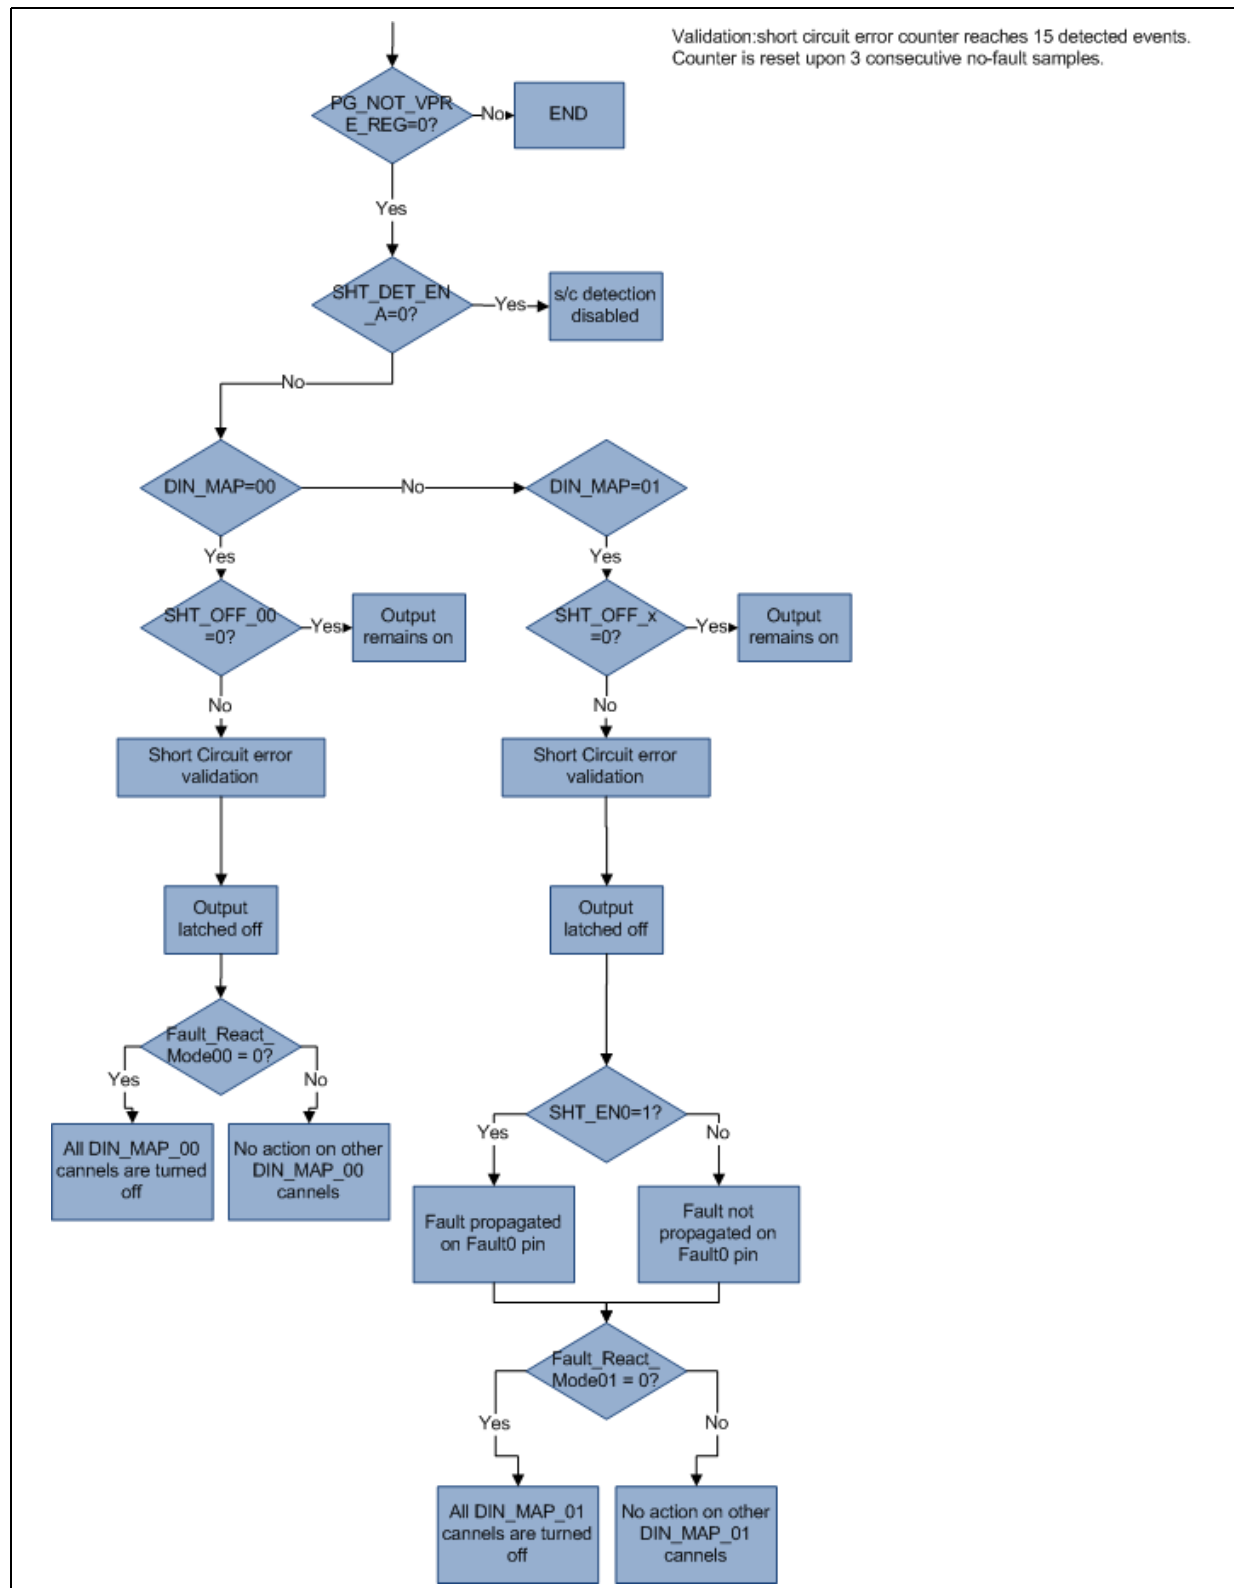 Validation:short circuit error counter reaches 15 detected events.
Counter is reset upon 3 consecutive no-fault samples.
PG_NOT_VPR
E_REG=0?
No
END
Yes
SHT_DET_EN
_A=0?
Yes
s/c detection
disabled
No
DIN_MAP=00
No
DIN_MAP=01
Yes
Yes
SHT_OFF_00
=0?
Yes
Output
remains on
SHT_OFF_x
=0?
Yes
Output
remains on
No
No
Short Circuit error
validation
Short Circuit error
validation
Output
latched off
Output
latched off
Fault_React_
Mode00 = 0?
Yes
No
All DIN_MAP_00
cannels are turned
off
No action on other
DIN_MAP_00
cannels
SHT_EN0=1?
Yes
No
Fault propagated
on Fault0 pin
Fault not
propagated on
Fault0 pin
Fault_React_
Mode01 = 0?
Yes
No
All DIN_MAP_01
cannels are turned
off
No action on other
DIN_MAP_01
cannels